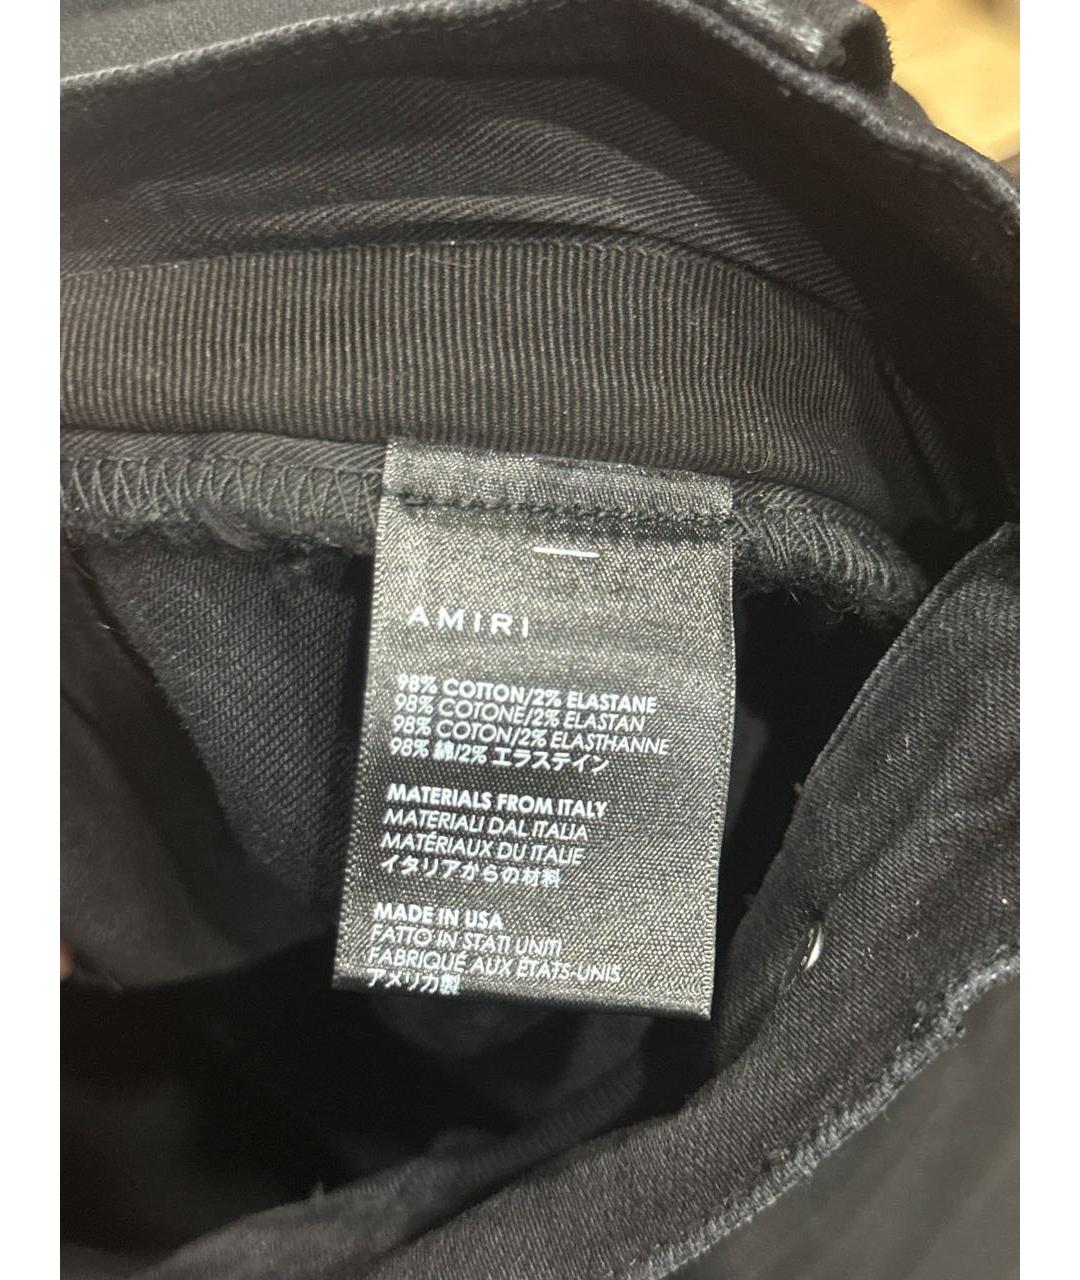 AMIRI
98% COTTON/2% ELASTANE
98% COTONE/2% ELASTAN
98% COTON/2% ELASTHANNE
98% 綿/2% エラステイン
MATERIALS FROM ITALY
MATERIALI DAL ITALIA
MATÉRIAUX DU ITALIE
イタリアからの材料
MADE IN USA
FATTO IN STATI UNITI
FABRIQUÉ AUX ÉTATS-UNIS
アメリカ製